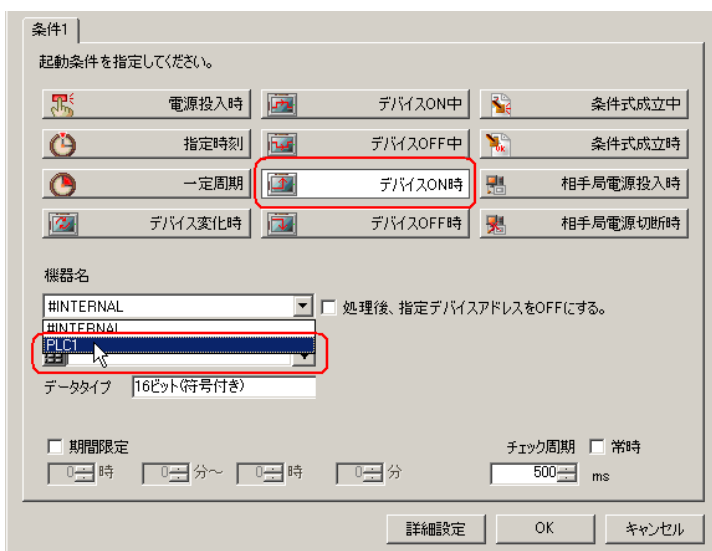 条件1
起動条件を指定してください。
電源投入時 デバイスON中 条件式成立中
指定時刻 デバイスOFF中 条件式成立時
一定周期 デバイスON時 相手局電源投入時
デバイス変化時 デバイスOFF時 相手局電源切断時
機器名
#INTERNAL 処理後、指定デバイスアドレスをOFFにする。
#INTERNAL
PLC1
データタイプ 16ビット(符号付き)
期間限定 チェック周期 常時
0 時 0 分~ 0 時 0 分 500 ms
詳細設定 OK キャンセル